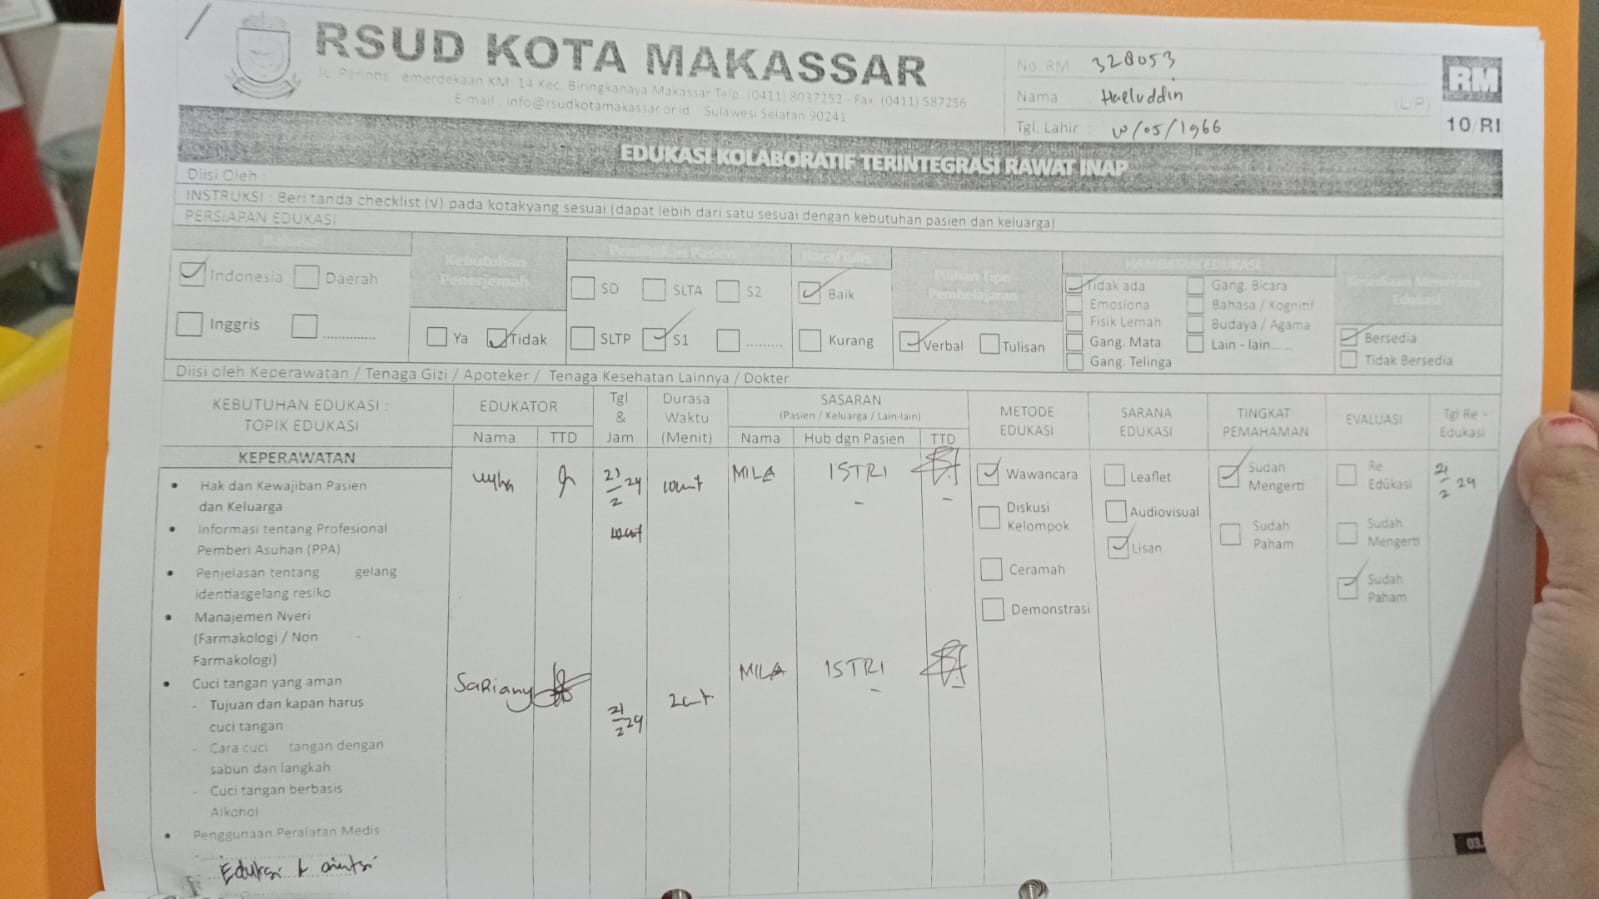 RSUD KOTA MAKASSAR
JL. Perintis emerdekaan KM. 14 Kec. Biringkanaya Makassar Telp. (0411) 8037252 - Fax. (0411) 587256
E-mail : info@rsudkotamakassar.or.id Sulawesi Selatan 90241
No. RM 328053
Nama
(L/P)
Tgl. Lahir : /05/1966
RM
10/RI
EDUKASI KOLABORATIF TERINTEGRASI RAWAT INAP
Diisi Oleh :
INSTRUKSI : Beri tanda checklist (√) pada kotakyang sesuai (dapat lebih dari satu sesuai dengan kebutuhan pasien dan keluarga)
PERSIAPAN EDUKASI
Bahasa
Indonesia Daerah
Inggris ..............
Kebutuhan
Penerjemah
Ya Tidak
Pendidikan Pasien
SD SLTA S2
SLTP S1 .........
Baca/Tulis
Baik
Kurang
Pilihan Tipe
Pembelajaran
Verbal Tulisan
HAMBATAN EDUKASI
Tidak ada Gang. Bicara
Emosiona Bahasa / Kognitif
Fisik Lemah Budaya / Agama
Gang. Mata Lain - lain......
Gang. Telinga
Kesediaan Menerima
Edukasi
Bersedia
Tidak Bersedia
Diisi oleh Keperawatan / Tenaga Gizi / Apoteker / Tenaga Kesehatan Lainnya / Dokter
KEBUTUHAN EDUKASI :
TOPIK EDUKASI
EDUKATOR
Nama TTD
Tgl
&
Jam
Durasa
Waktu
(Menit)
SASARAN
(Pasien / Keluarga / Lain-lain)
Nama Hub dgn Pasien TTD
METODE
EDUKASI
SARANA
EDUKASI
TINGKAT
PEMAHAMAN
EVALUASI
Tgl Re -
Edukasi
KEPERAWATAN
• Hak dan Kewajiban Pasien
dan Keluarga
• Informasi tentang Profesional
Pemberi Asuhan (PPA)
• Penjelasan tentang gelang
identiasgelang resiko
• Manajemen Nyeri
(Farmakologi / Non -
Farmakologi)
• Cuci tangan yang aman
- Tujuan dan kapan harus
cuci tangan
- Cara cuci tangan dengan
sabun dan langkah
- Cuci tangan berbasis
Alkohol
• Penggunaan Peralatan Medis
Edukasi
21/2 24
MILA ISTRI
Sariany
21/2 24
MILA ISTRI
Wawancara
Diskusi
Kelompok
Ceramah
Demonstrasi
Leaflet
Audiovisual
Lisan
Sudah
Mengerti
Sudah
Paham
Re
Edukasi
Sudah
Mengerti
Sudah
Paham
21/2 24
03.